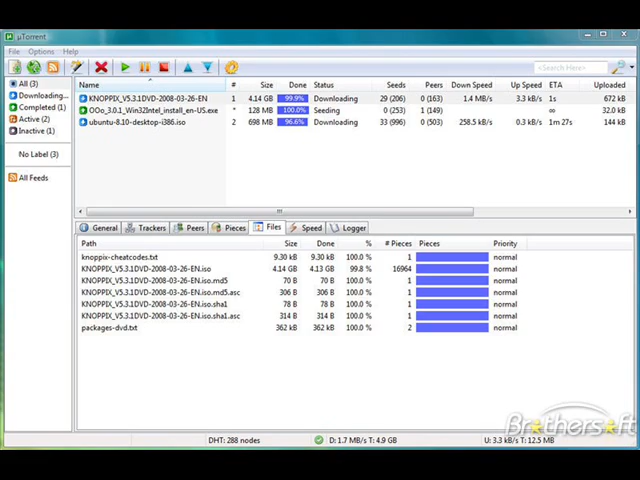 µTorrent
File Options Help
<Search Here>
All (3)
Downloading...
Completed (1)
Active (2)
Inactive (1)
No Label (3)
All Feeds
Name # Size Done Status Seeds Peers Down Speed Up Speed ETA Uploaded
KNOPPIX_V5.3.1DVD-2008-03-26-EN 1 4.14 GB 99.9% Downloading 29 (206) 0 (163) 1.4 MB/s 3.3 kB/s 1s 672 kB
OOo_3.0.1_Win32Intel_install_en-US.exe * 128 MB 100.0% Seeding 0 (253) 1 (149) ∞ 32.0 kB
ubuntu-8.10-desktop-i386.iso 2 698 MB 96.6% Downloading 33 (996) 0 (503) 258.5 kB/s 0.3 kB/s 1m 27s 144 kB
General Trackers Peers Pieces Files Speed Logger
Path Size Done % # Pieces Pieces Priority
knoppix-cheatcodes.txt 9.30 kB 9.30 kB 100.0 % 1 normal
KNOPPIX_V5.3.1DVD-2008-03-26-EN.iso 4.14 GB 4.13 GB 99.8 % 16964 normal
KNOPPIX_V5.3.1DVD-2008-03-26-EN.iso.md5 70 B 70 B 100.0 % 1 normal
KNOPPIX_V5.3.1DVD-2008-03-26-EN.iso.md5.asc 306 B 306 B 100.0 % 1 normal
KNOPPIX_V5.3.1DVD-2008-03-26-EN.iso.sha1 78 B 78 B 100.0 % 1 normal
KNOPPIX_V5.3.1DVD-2008-03-26-EN.iso.sha1.asc 314 B 314 B 100.0 % 1 normal
packages-dvd.txt 362 kB 362 kB 100.0 % 2 normal
Brothersoft
DHT: 288 nodes D: 1.7 MB/s T: 4.9 GB U: 3.3 kB/s T: 12.5 MB